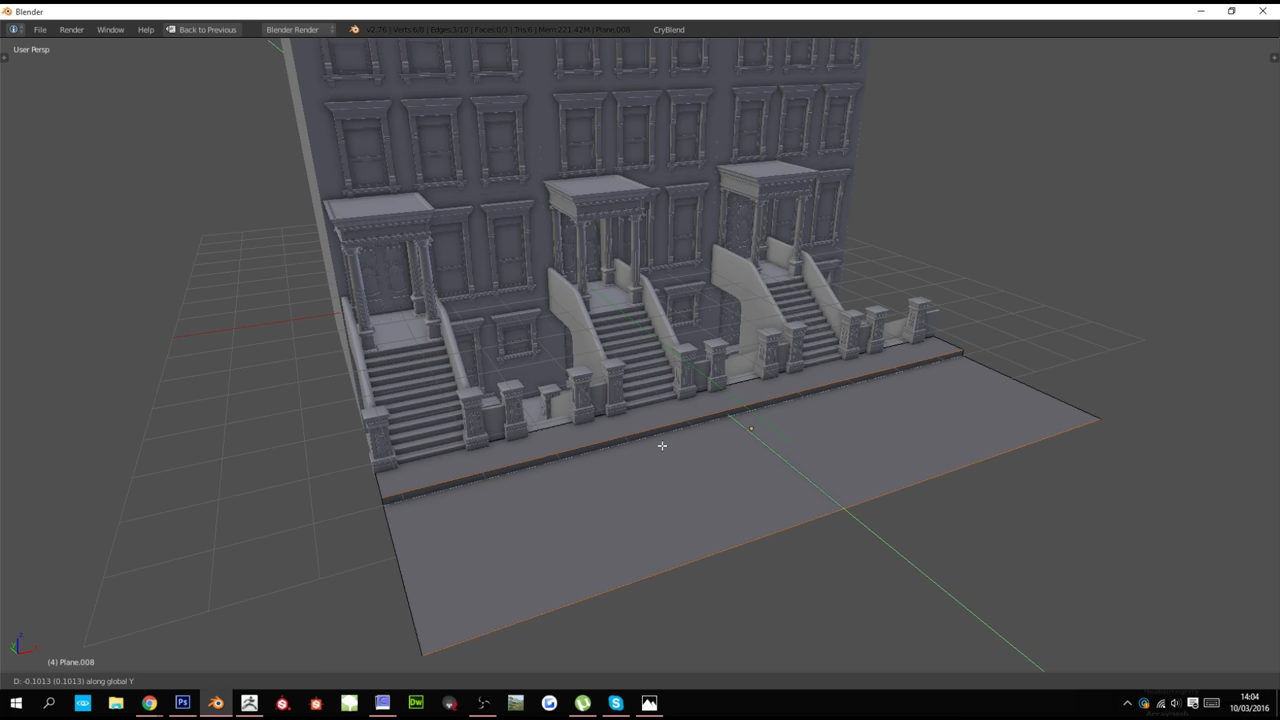 Blender
File Render Window Help Back to Previous Blender Render v2.76 | Verts:6/8 | Edges:3/10 | Faces:0/3 | Tris:6 | Mem:221.42M | Plane.008 CryBlend
User Persp
(4) Plane.008
D: -0.1013 (0.1013) along global Y
14:04
10/03/2016